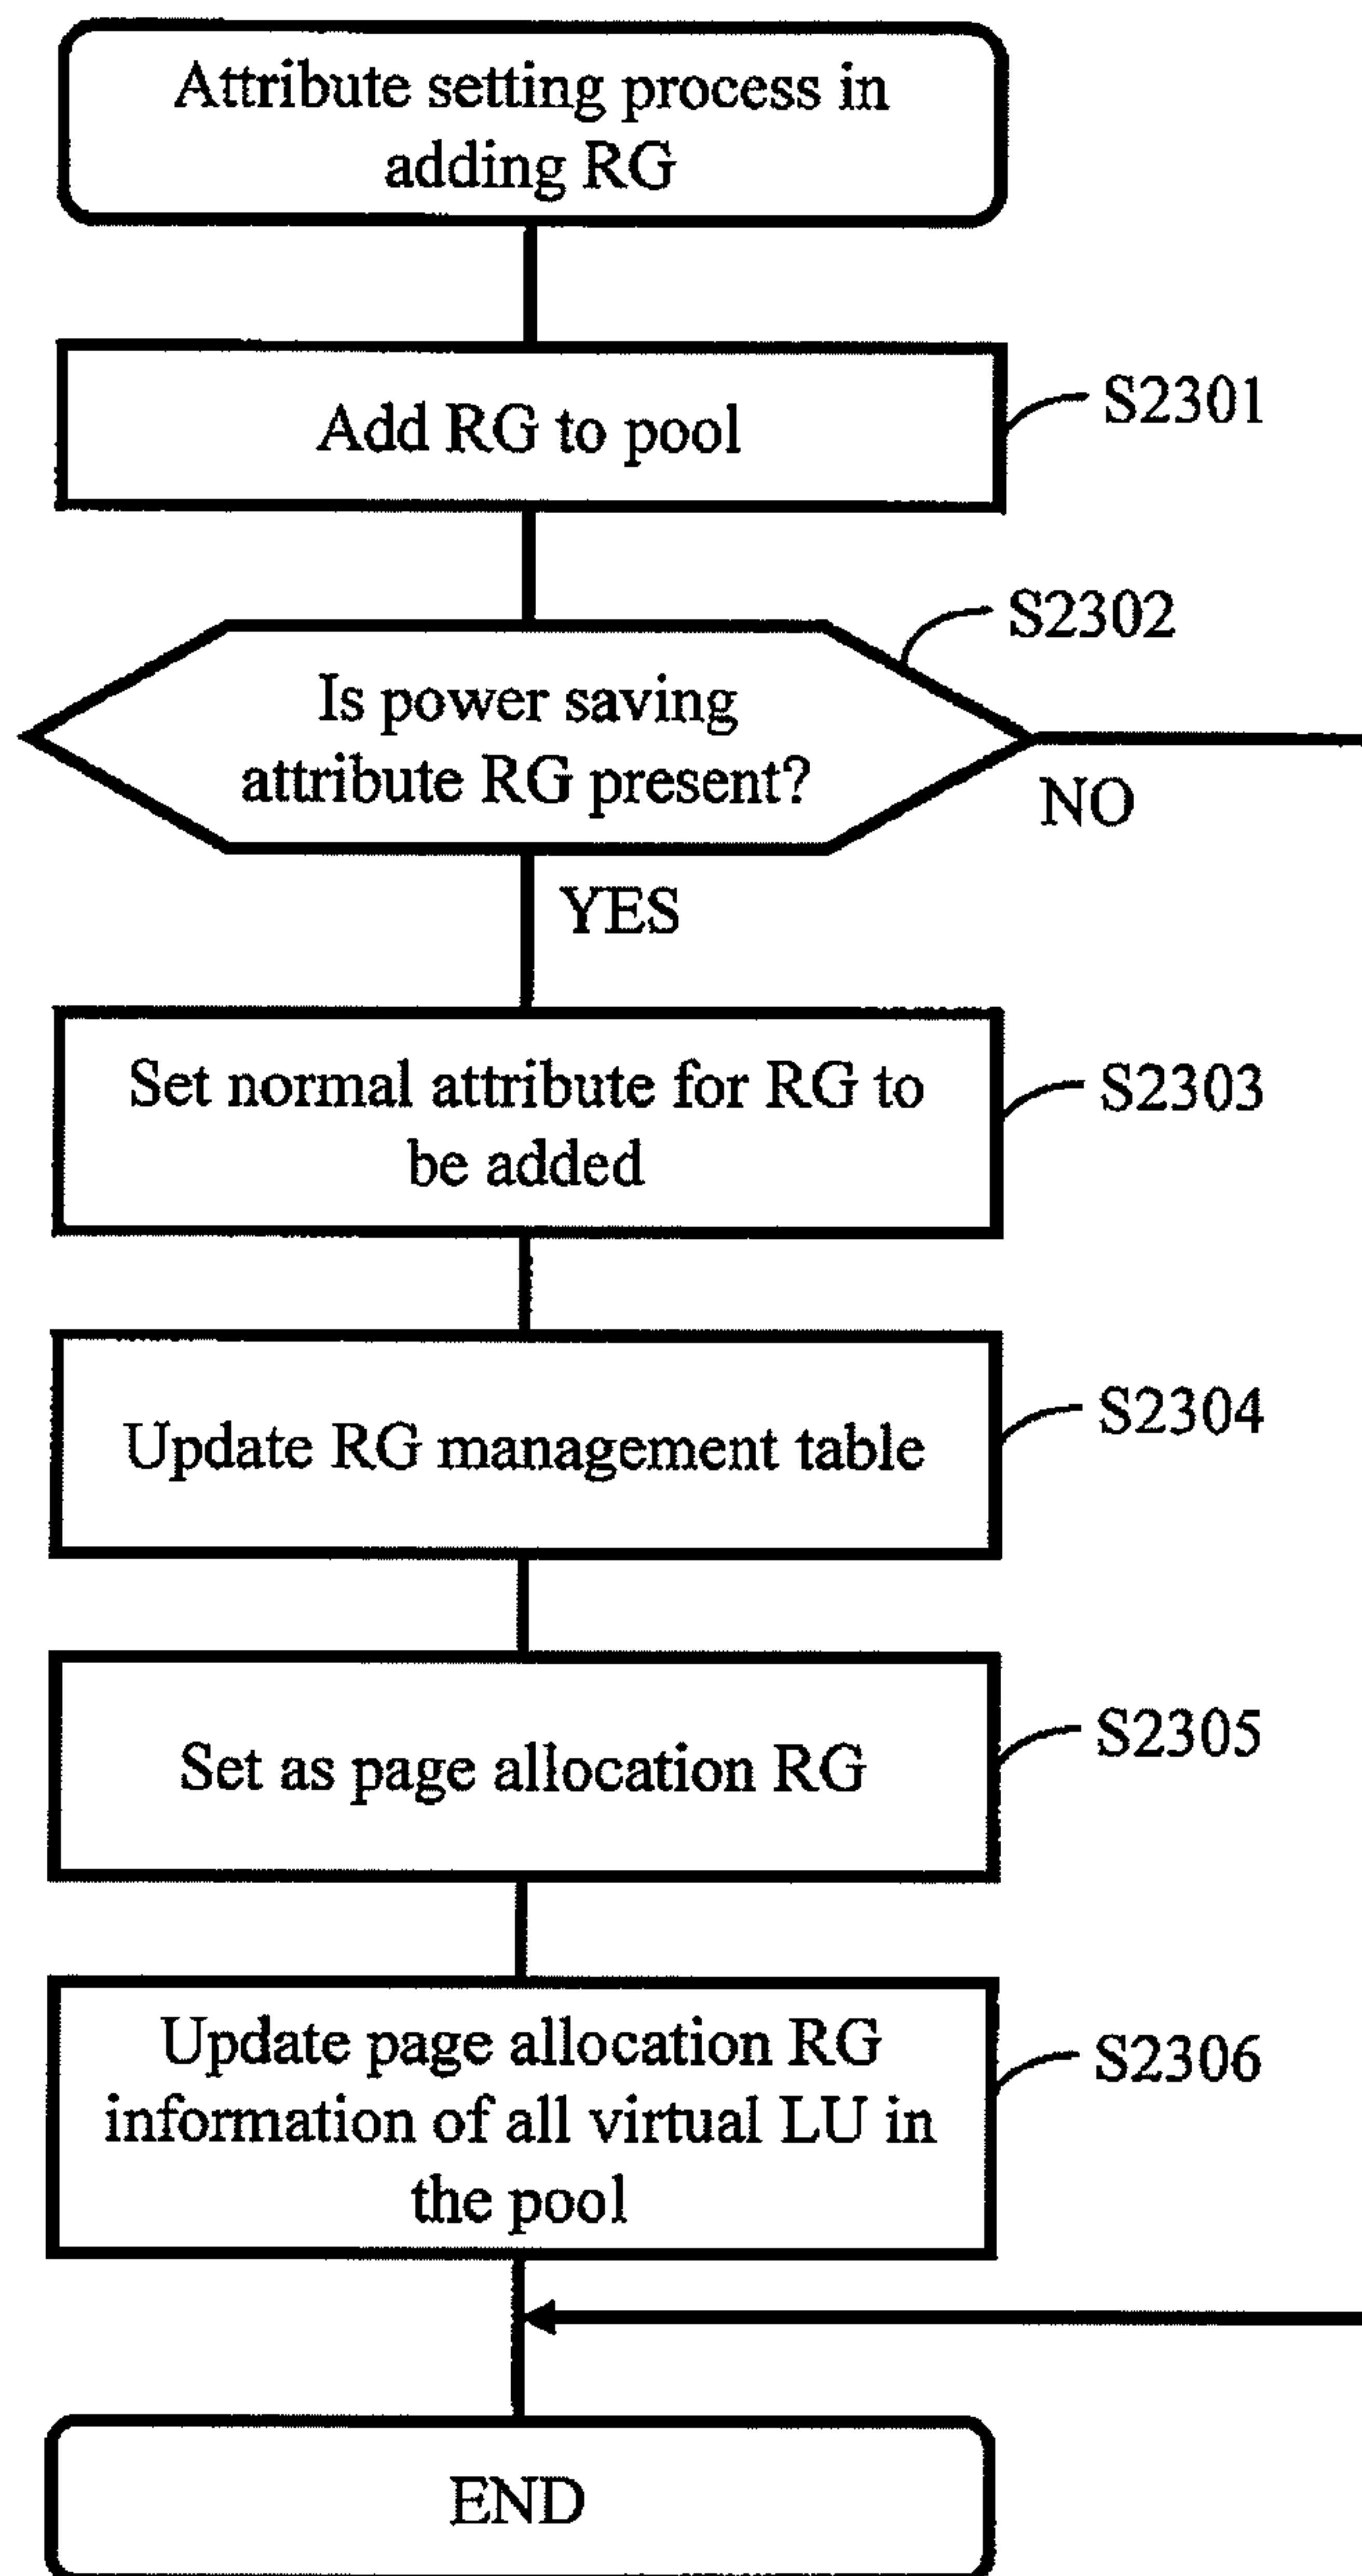 Attribute setting process in
adding RG
Add RG to pool
S2301
S2302
Is power saving
attribute RG present?
NO
YES
Set normal attribute for RG to
be added
S2303
Update RG management table
S2304
Set as page allocation RG
S2305
Update page allocation RG
information of all virtual LU in
the pool
S2306
END